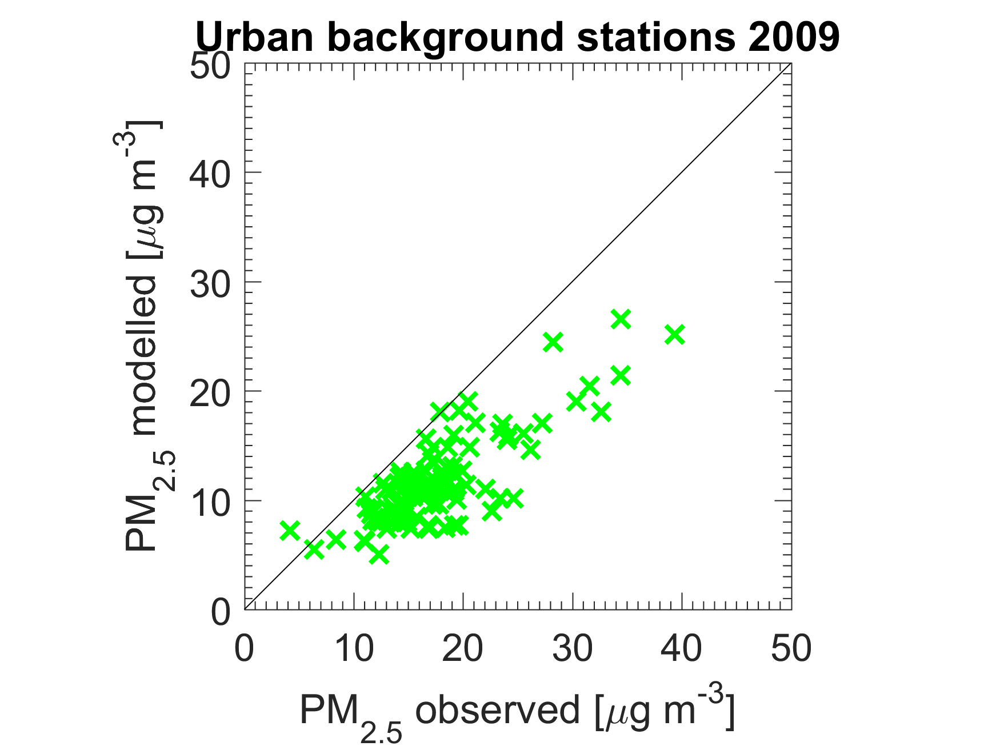 Urban background stations 2009
50
40
30
20
10
0
PM2.5 modelled [μg m-3]
0 10 20 30 40 50
PM2.5 observed [μg m-3]